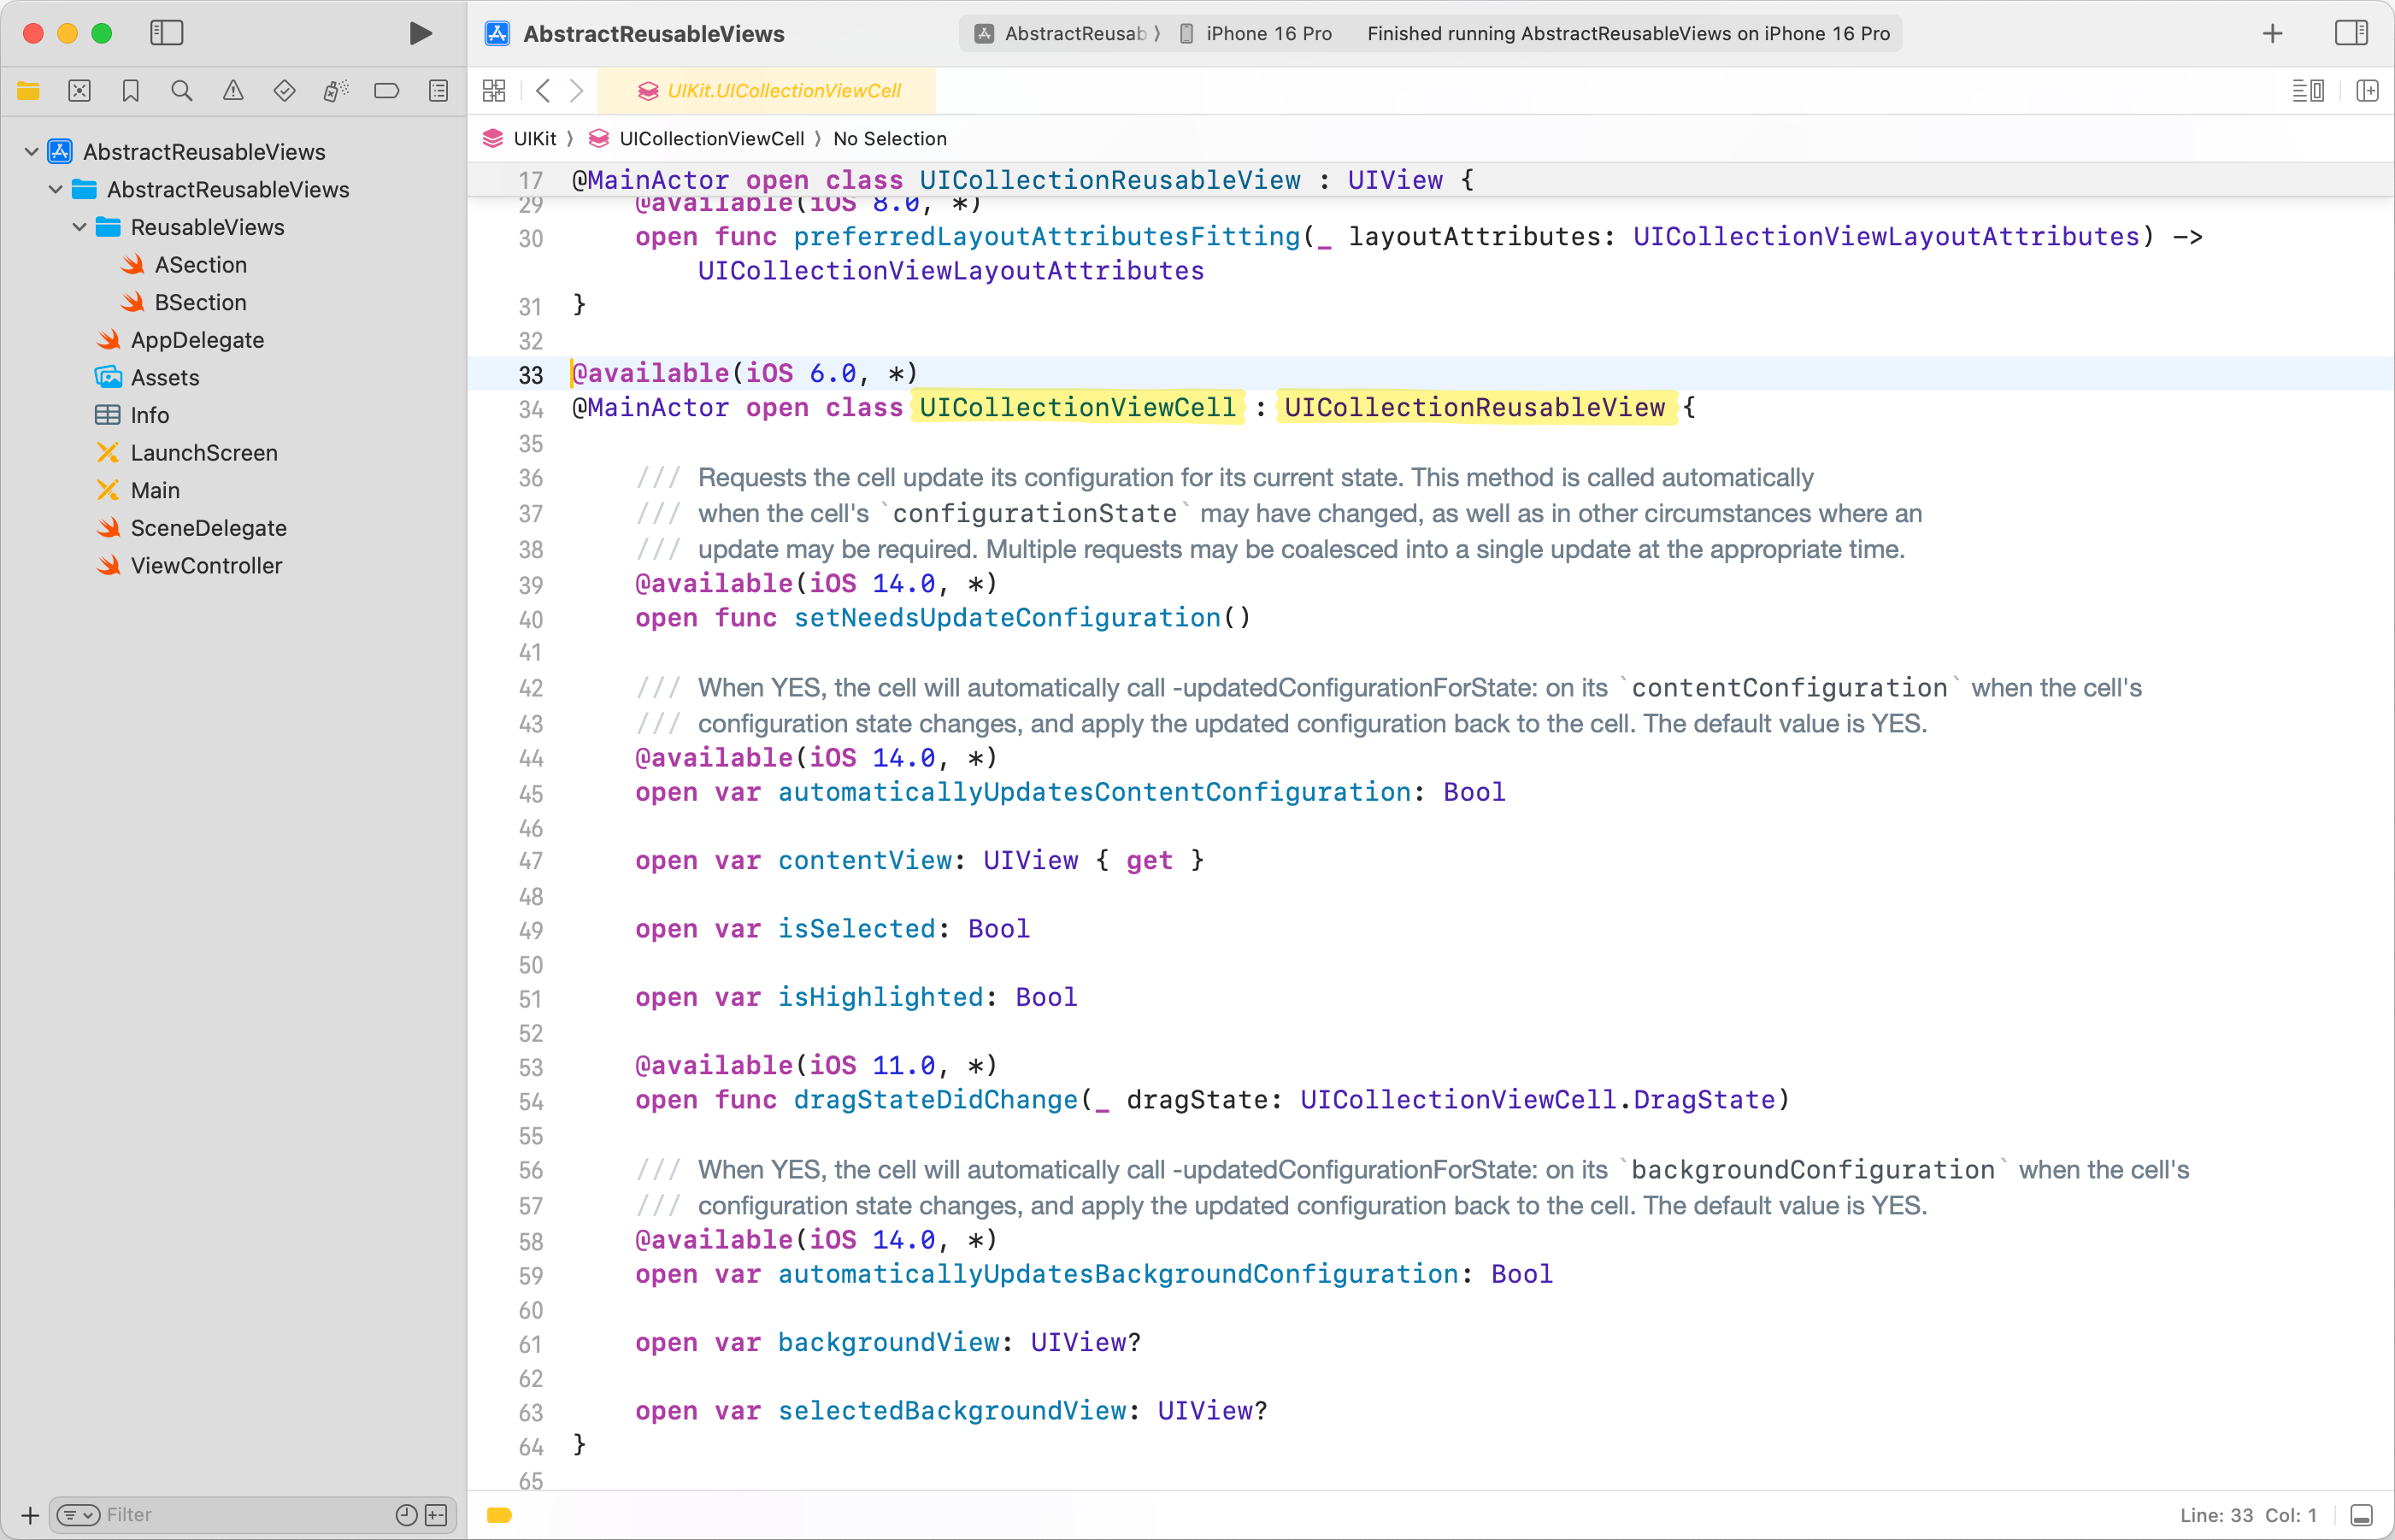 AbstractReusableViews
AbstractReusab
iPhone 16 Pro
Finished running AbstractReusableViews on iPhone 16 Pro
UIKit.UICollectionViewCell
UIKit ⟩ UICollectionViewCell ⟩ No Selection
AbstractReusableViews
AbstractReusableViews
ReusableViews
ASection
BSection
AppDelegate
Assets
Info
LaunchScreen
Main
SceneDelegate
ViewController
Filter
17 @MainActor open class UICollectionReusableView : UIView {
29 @available(iOS 8.0, *)
30 open func preferredLayoutAttributesFitting(_ layoutAttributes: UICollectionViewLayoutAttributes) ->
UICollectionViewLayoutAttributes
31 }
32
33 @available(iOS 6.0, *)
34 @MainActor open class UICollectionViewCell : UICollectionReusableView {
35
36 /// Requests the cell update its configuration for its current state. This method is called automatically
37 /// when the cell's `configurationState` may have changed, as well as in other circumstances where an
38 /// update may be required. Multiple requests may be coalesced into a single update at the appropriate time.
39 @available(iOS 14.0, *)
40 open func setNeedsUpdateConfiguration()
41
42 /// When YES, the cell will automatically call -updatedConfigurationForState: on its `contentConfiguration` when the cell's
43 /// configuration state changes, and apply the updated configuration back to the cell. The default value is YES.
44 @available(iOS 14.0, *)
45 open var automaticallyUpdatesContentConfiguration: Bool
46
47 open var contentView: UIView { get }
48
49 open var isSelected: Bool
50
51 open var isHighlighted: Bool
52
53 @available(iOS 11.0, *)
54 open func dragStateDidChange(_ dragState: UICollectionViewCell.DragState)
55
56 /// When YES, the cell will automatically call -updatedConfigurationForState: on its `backgroundConfiguration` when the cell's
57 /// configuration state changes, and apply the updated configuration back to the cell. The default value is YES.
58 @available(iOS 14.0, *)
59 open var automaticallyUpdatesBackgroundConfiguration: Bool
60
61 open var backgroundView: UIView?
62
63 open var selectedBackgroundView: UIView?
64 }
65
Line: 33 Col: 1